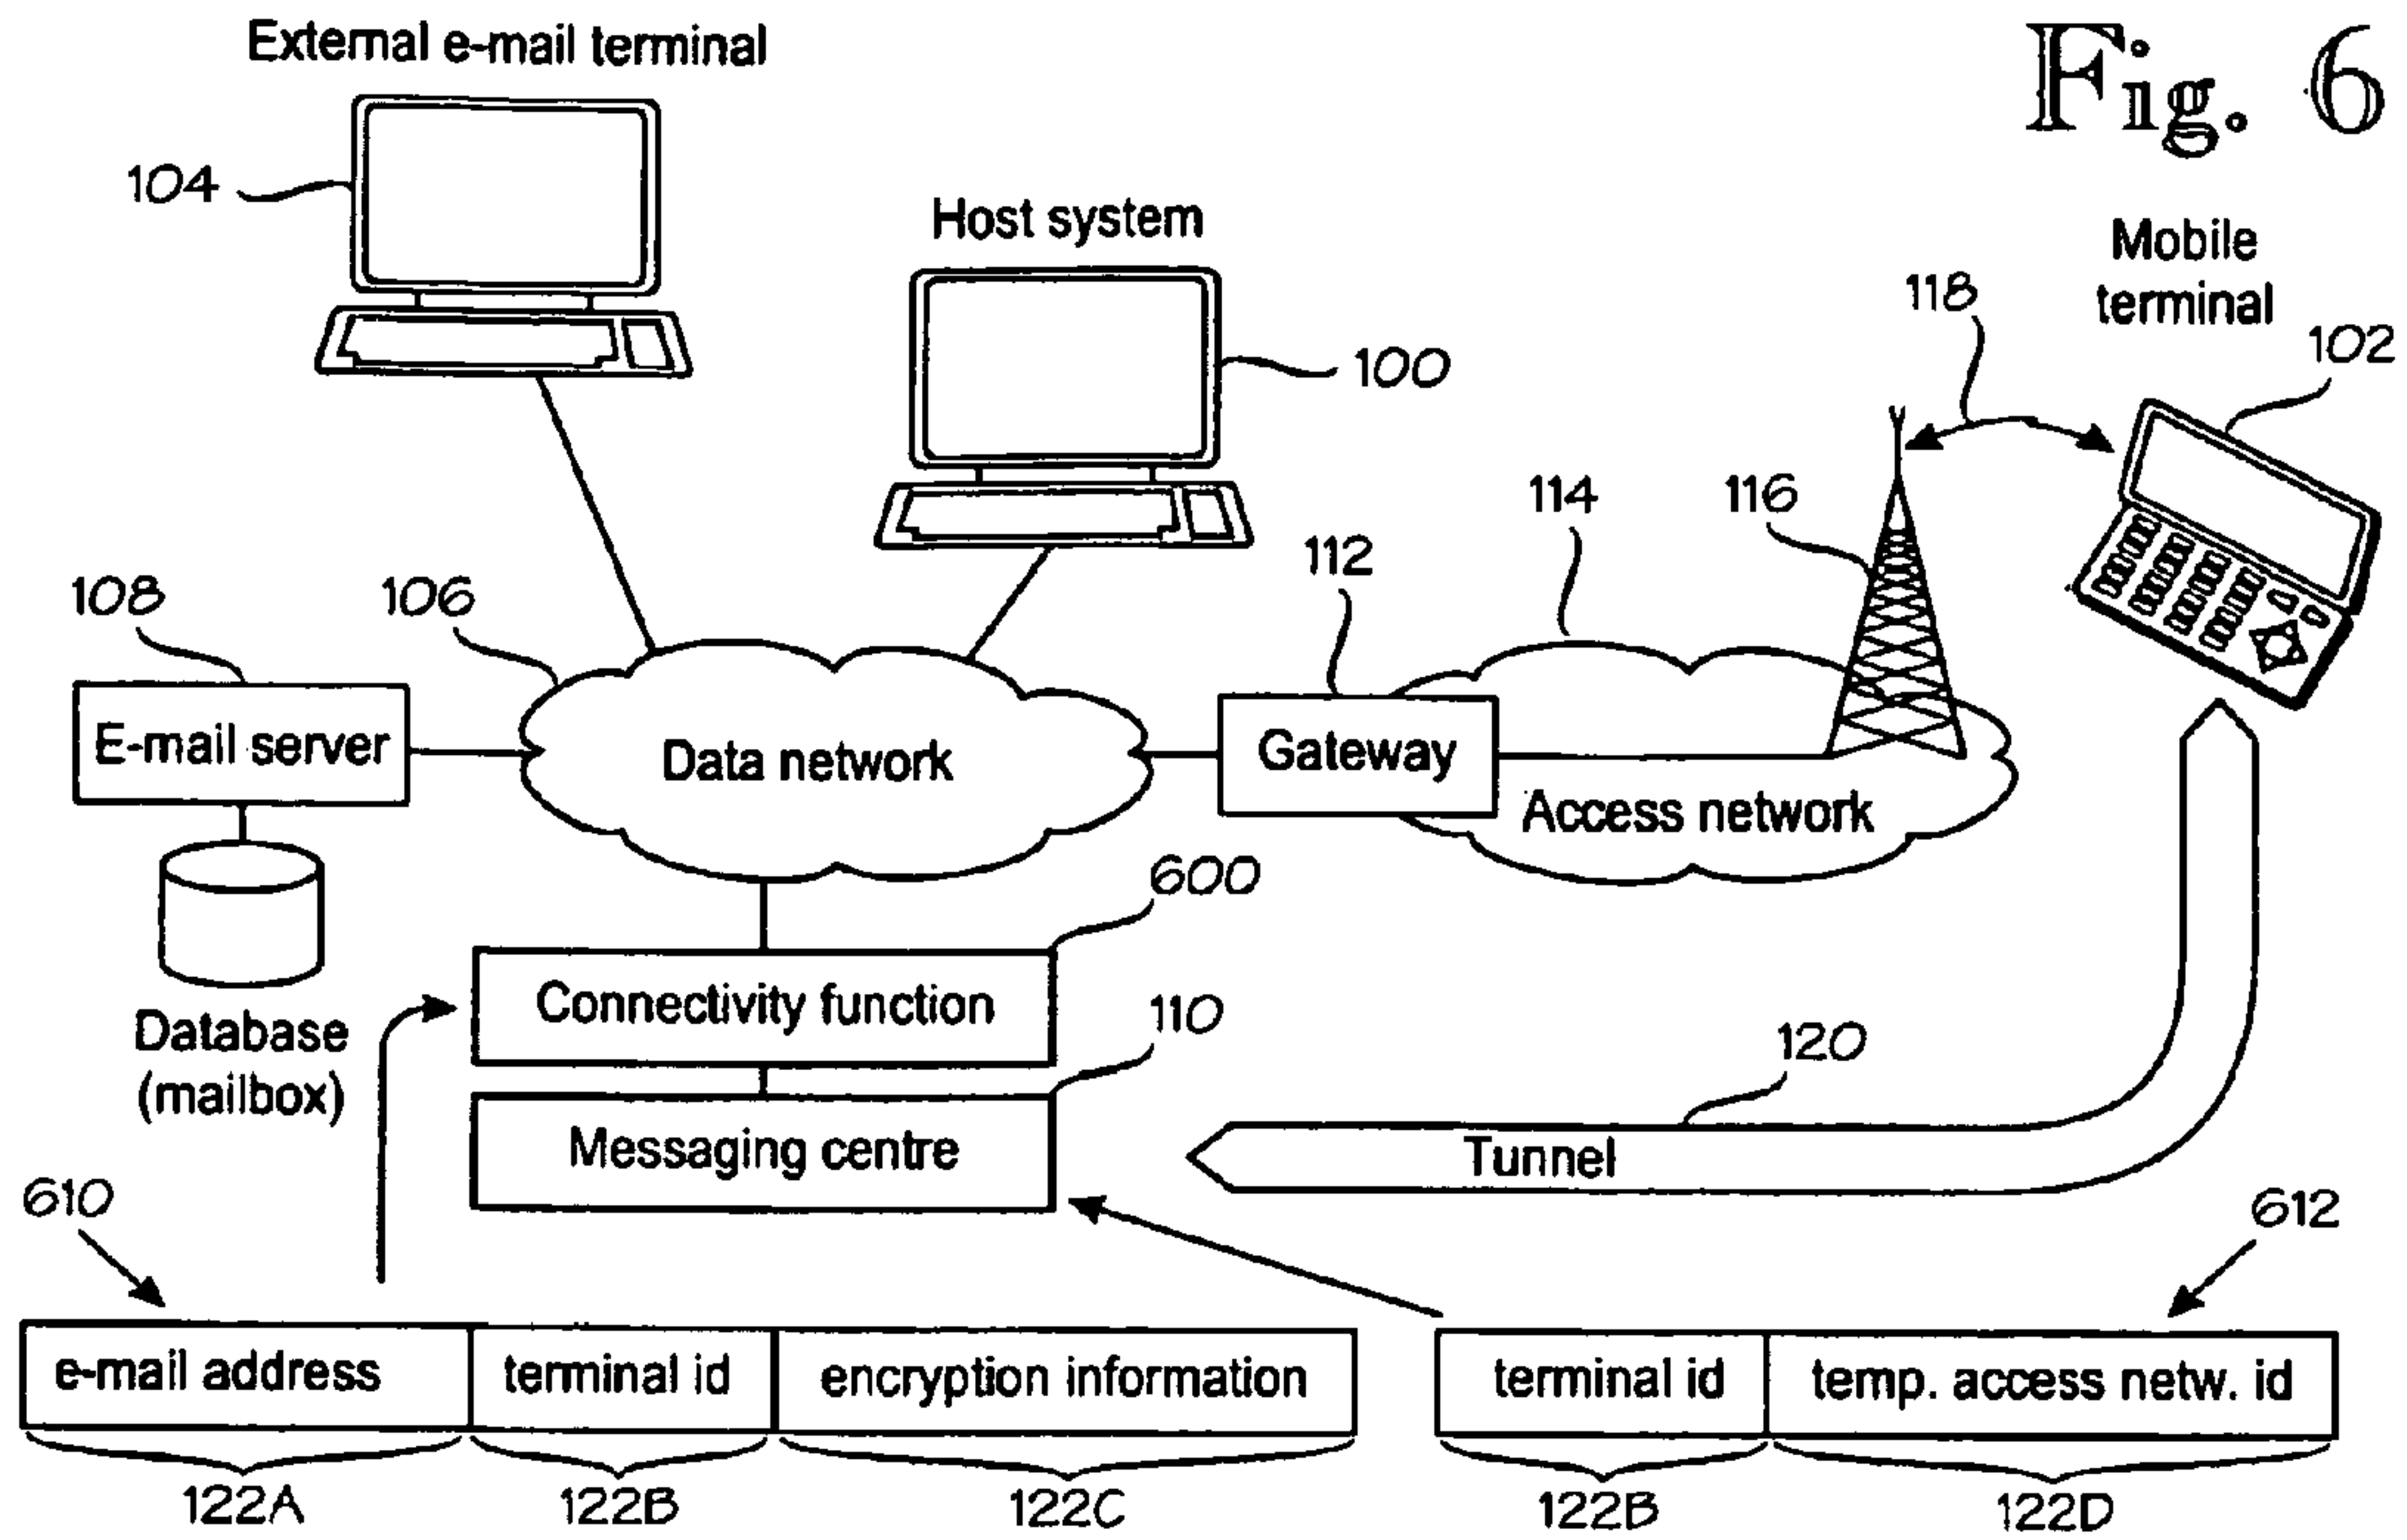 External e-mail terminal
Fig. 6
104
Host system
Mobile
terminal
118
102
100
114
116
112
108
106
E-mail server
Data network
Gateway
Access network
600
Connectivity function
Database
(mailbox)
110
120
Messaging centre
Tunnel
610
612
e-mail address
terminal id
encryption information
terminal id
temp. access netw. id
122A
122B
122C
122B
122D